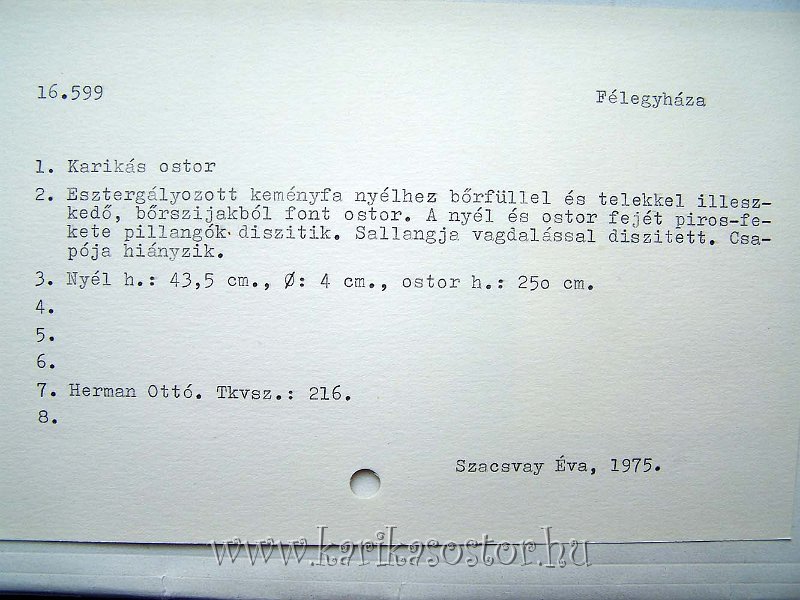 16.599
Félegyháza
1. Karikás ostor
2. Esztergályozott keményfa nyélhez bőrfüllel és telekkel illesz-
kedő, bőrszijakból font ostor. A nyél és ostor fejét piros-fe-
kete pillangók diszitik. Sallangja vagdalással diszitett. Csa-
pója hiányzik.
3. Nyél h.: 43,5 cm., Ø: 4 cm., ostor h.: 25o cm.
4.
5.
6.
7. Herman Ottó. Tkvsz.: 216.
8.
Szacsvay Éva, 1975.
www.karikasostor.hu